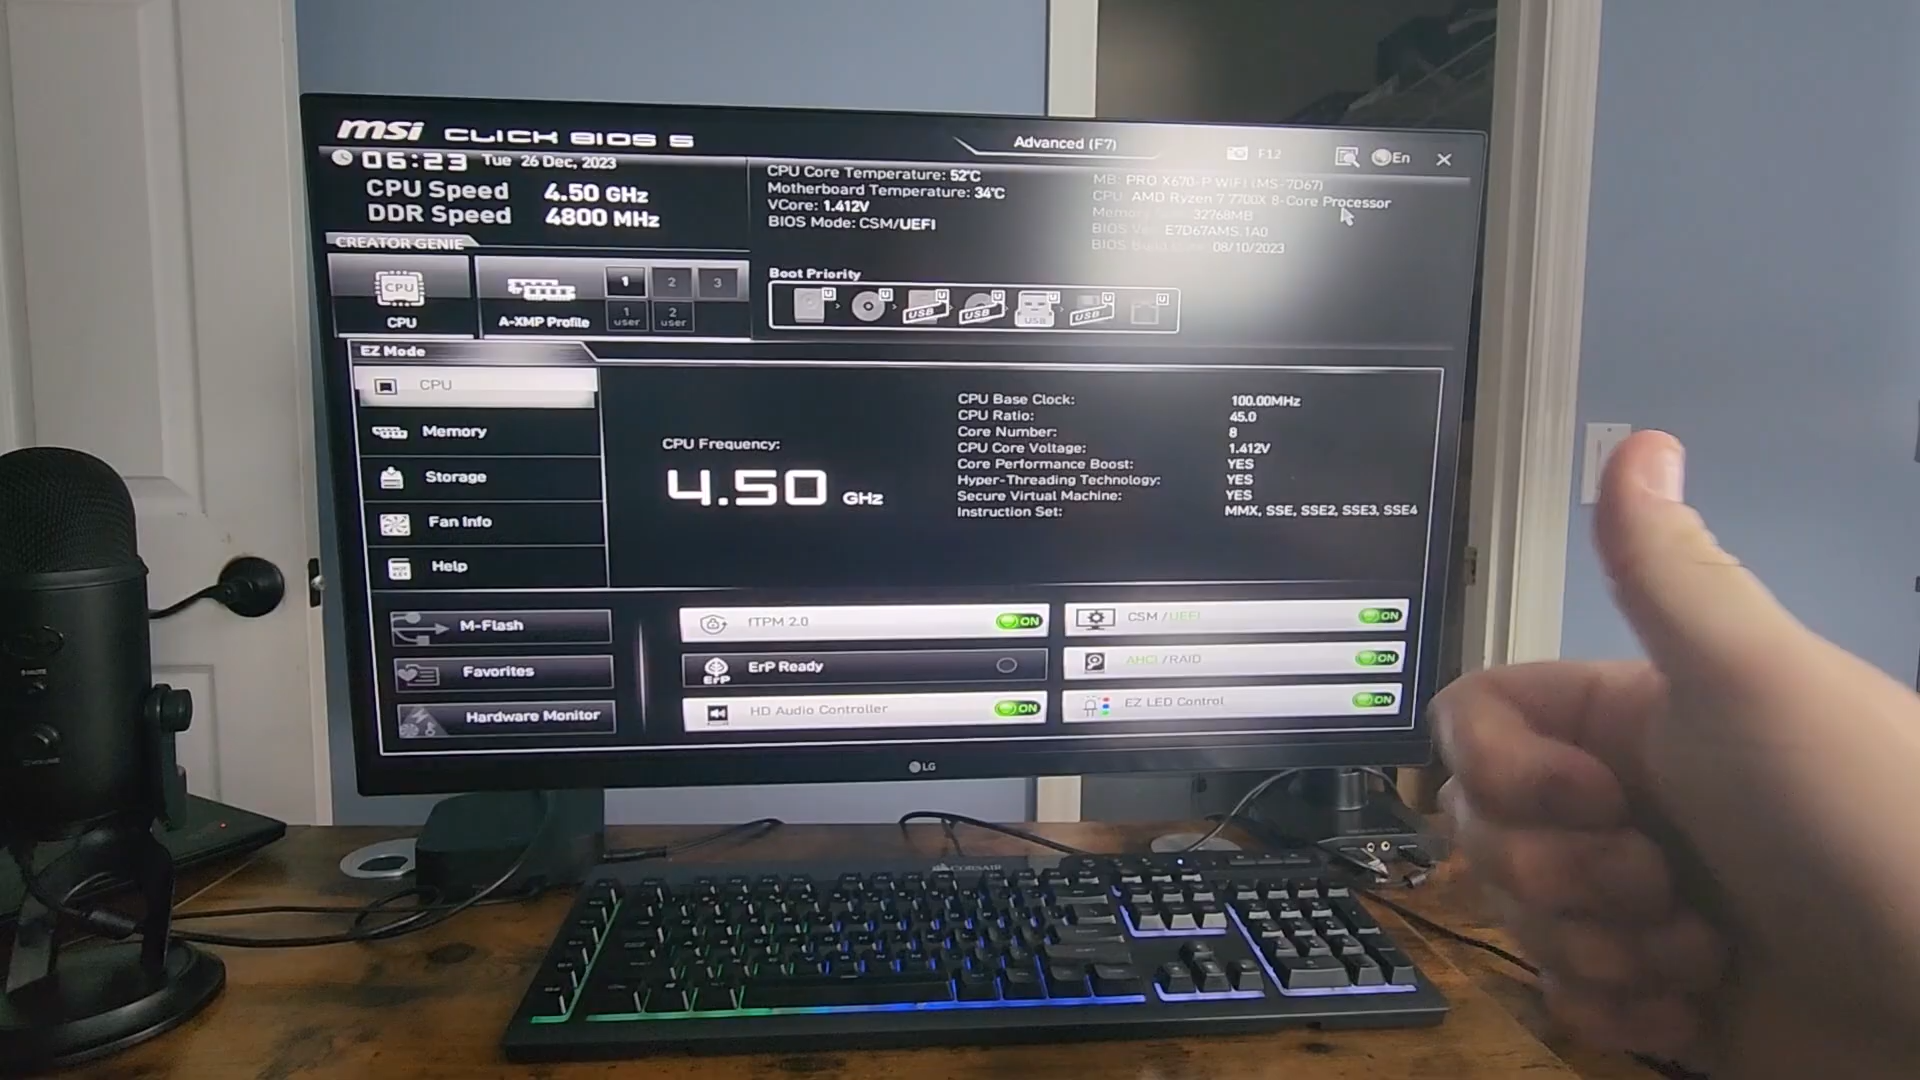 msi CLICK BIOS 5
Advanced (F7)
F12
En
06:23 Tue 26 Dec, 2023
CPU Speed 4.50 GHz
DDR Speed 4800 MHz
CPU Core Temperature: 52°C
Motherboard Temperature: 34°C
VCore: 1.412V
BIOS Mode: CSM/UEFI
MB: PRO X670-P WIFI (MS-7D67)
CPU: AMD Ryzen 7 7700X 8-Core Processor
Memory 32768MB
BIOS E7D67AMS.1A0
BIOS 08/10/2023
CREATOR GENIE
CPU
CPU
A-XMP Profile
1 2 3
1 user
2 user
Boot Priority
U U U U U U U
USB USB USB USB
EZ Mode
CPU
Memory
Storage
Fan Info
Help
CPU Frequency:
4.50 GHz
CPU Base Clock: 100.00MHz
CPU Ratio: 45.0
Core Number: 8
CPU Core Voltage: 1.412V
Core Performance Boost: YES
Hyper-Threading Technology: YES
Secure Virtual Machine: YES
Instruction Set: MMX, SSE, SSE2, SSE3, SSE4
M-Flash
Favorites
Hardware Monitor
fTPM 2.0 ON
ErP Ready
ErP
HD Audio Controller ON
CSM /UEFI ON
AHCI /RAID ON
EZ LED Control ON
LG
CORSAIR